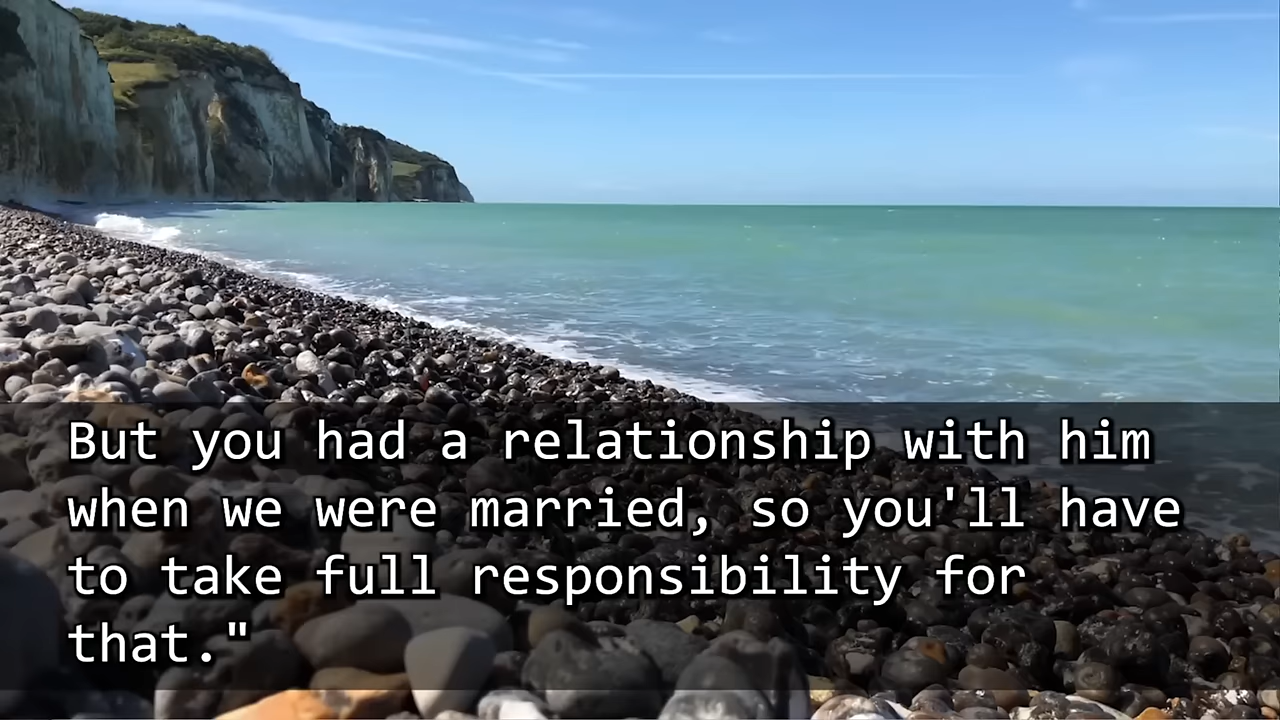 But you had a relationship with him
when we were married, so you'll have
to take full responsibility for
that."